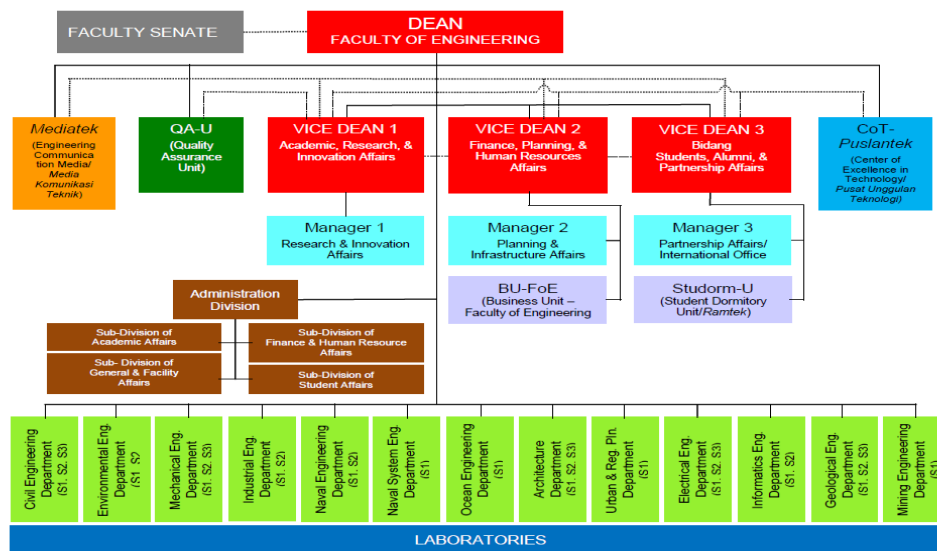 FACULTY SENATE
DEAN
FACULTY OF ENGINEERING
Mediatek
(Engineering
Communica
tion Media/
Media
Komunikasi
Teknik)
QA-U
(Quality
Assurance
Unit)
VICE DEAN 1
Academic, Research, &
Innovation Affairs
VICE DEAN 2
Finance, Planning, &
Human Resources
Affairs
VICE DEAN 3
Bidang
Students, Alumni, &
Partnership Affairs
CoT-
Puslantek
(Center of
Excellence in
Technology/
Pusat Unggulan
Teknologi)
Manager 1
Research & Innovation
Affairs
Manager 2
Planning &
Infrastructure Affairs
Manager 3
Partnership Affairs/
International Office
BU-FoE
(Business Unit –
Faculty of Engineering
Studorm-U
(Student Dormitory
Unit/Ramtek)
Administration
Division
Sub-Division of
Academic Affairs
Sub-Division of
Finance & Human Resource
Affairs
Sub- Division of
General & Facility
Affairs
Sub-Division of
Student Affairs
Civil Engineering
Department
(S1. S2. S3)
Environmental Eng.
Department
(S1. S2
Mechanical Eng.
Department
(S1. S2. S3)
Industrial Eng.
Department
(S1. S2)
Naval Engineering
Department
(S1. S2)
Naval System Eng.
Department
(S1)
Ocean Engineering
Department
(S1)
Architecture
Department
(S1. S2. S3)
Urban & Reg. Pln.
Department
(S1)
Electrical Eng.
Department
(S1. S2. S3)
Informatics Eng.
Department
(S1. S2)
Geological Eng.
Department
(S1. S2. S3)
Mining Engineering
Department
(S1)
LABORATORIES